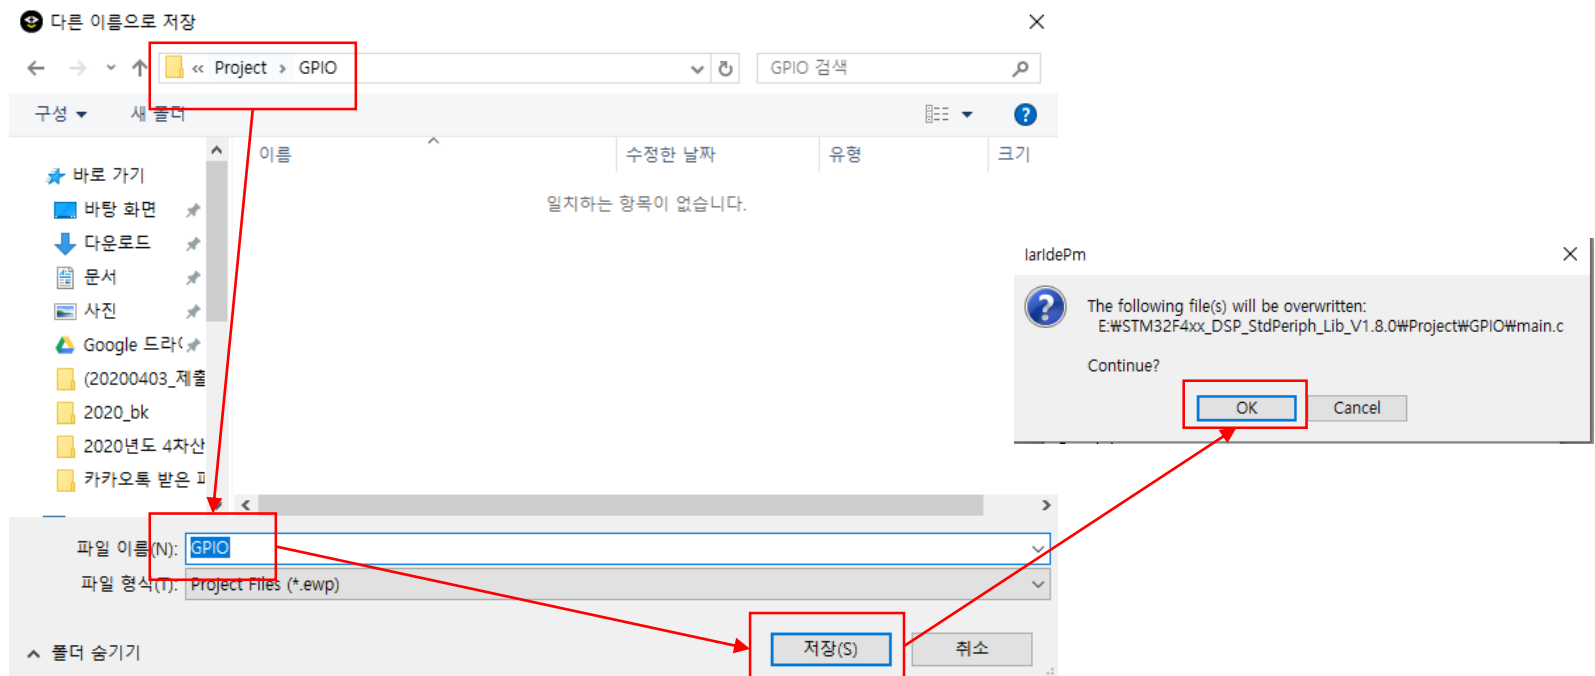 다른 이름으로 저장
« Project > GPIO
GPIO 검색
구성
새 폴더
이름
수정한 날짜
유형
크기
바로 가기
일치하는 항목이 없습니다.
바탕 화면
다운로드
문서
사진
Google 드라
(20200403_제출
2020_bk
2020년도 4차산
카카오톡 받은
파일 이름(N): GPIO
파일 형식(T): Project Files (*.ewp)
폴더 숨기기
저장(S)
취소
IarIdePm
The following file(s) will be overwritten:
E:₩STM32F4xx_DSP_StdPeriph_Lib_V1.8.0₩Project₩GPIO₩main.c
Continue?
OK
Cancel